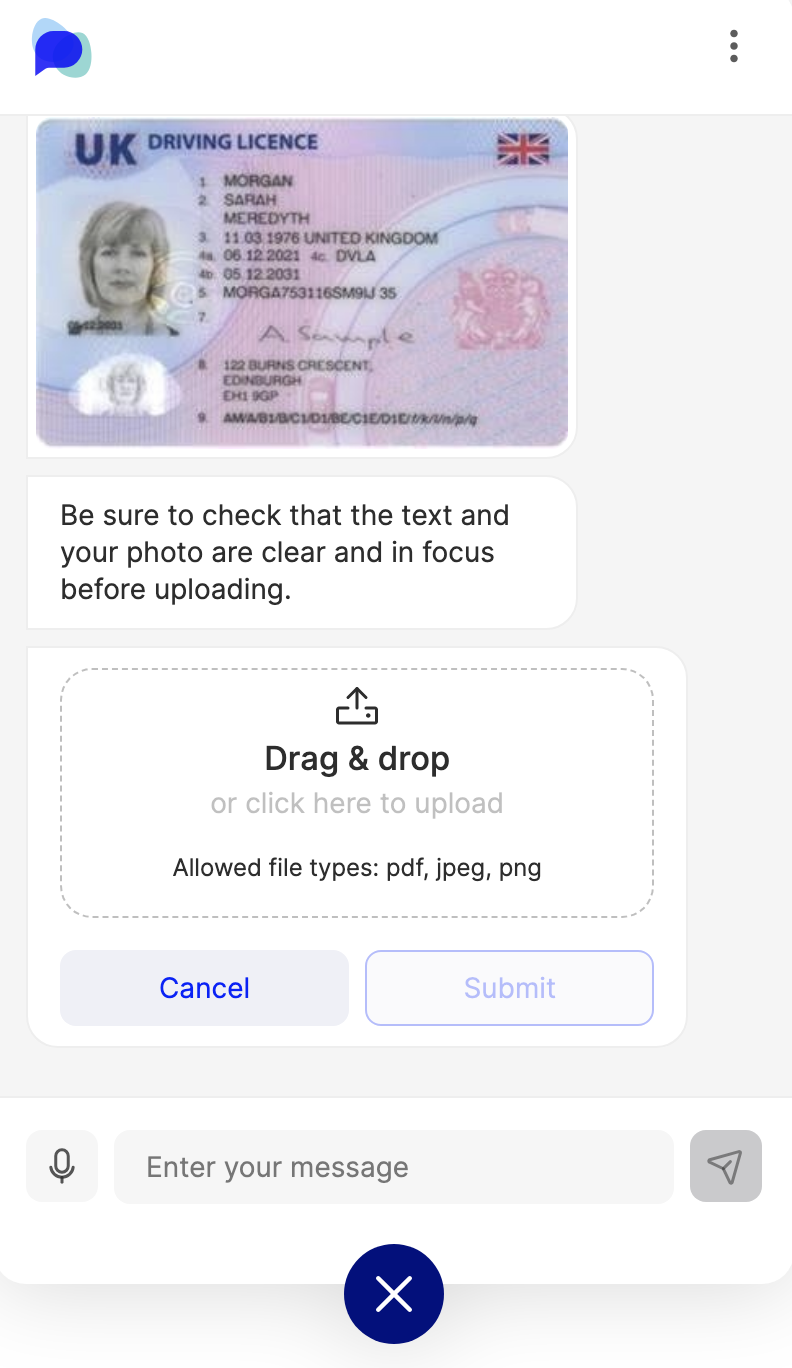 UK DRIVING LICENCE
1. MORGAN
2. SARAH
MEREDYTH
3. 11.03.1976 UNITED KINGDOM
4a. 06.12.2021 4c. DVLA
4b. 05.12.2031
5. MORGA753116SM9IJ 35
7.
05.12.2031
A. Sample
8. 122 BURNS CRESCENT,
EDINBURGH
EH1 9GP
9. AM/A/B1/B/C1/D1/BE/C1E/D1E/f/k/l/n/p/q
Be sure to check that the text and
your photo are clear and in focus
before uploading.
Drag & drop
or click here to upload
Allowed file types: pdf, jpeg, png
Cancel
Submit
Enter your message